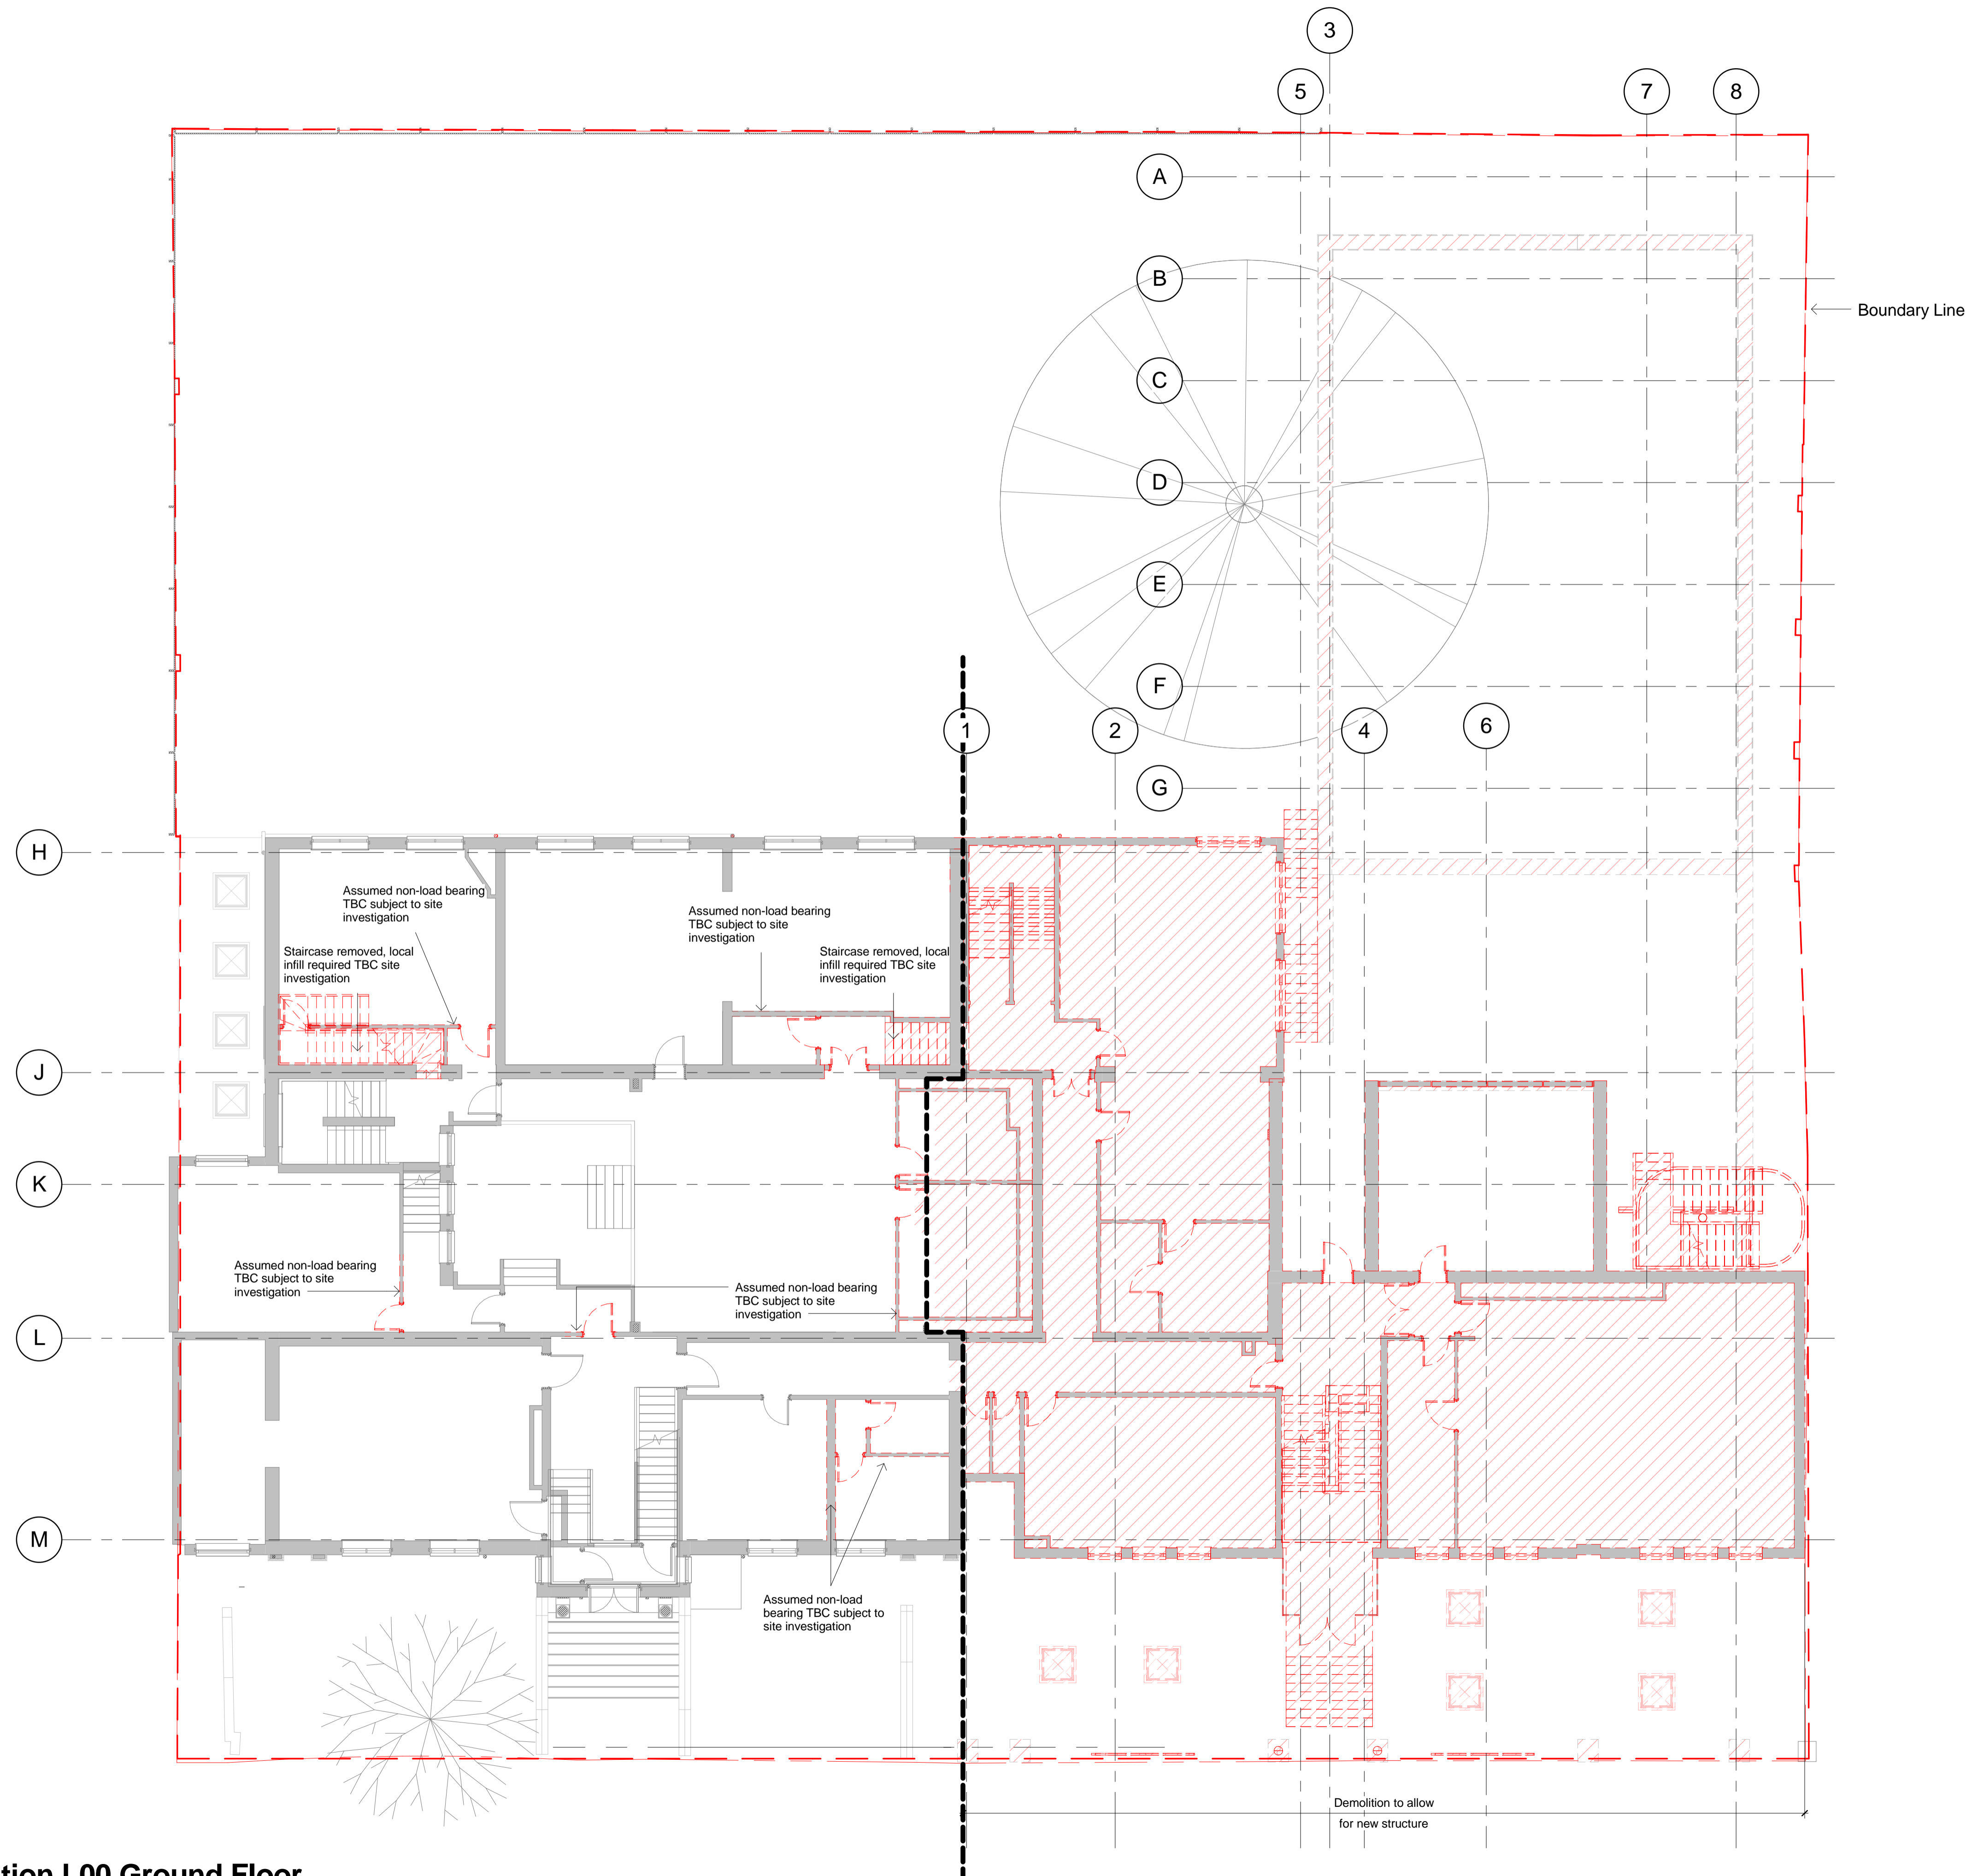 3
5
7
8
A
B
Boundary Line
C
D
E
F
1
2
4
6
G
H
Assumed non-load bearing
TBC subject to site
investigation
Assumed non-load bearing
TBC subject to site
investigation
Staircase removed, local
infill required TBC site
investigation
Staircase removed, local
infill required TBC site
investigation
J
K
Assumed non-load bearing
TBC subject to site
investigation
Assumed non-load bearing
TBC subject to site
investigation
L
M
Assumed non-load
bearing TBC subject to
site investigation
Demolition to allow
for new structure
tion L00 Ground Floor